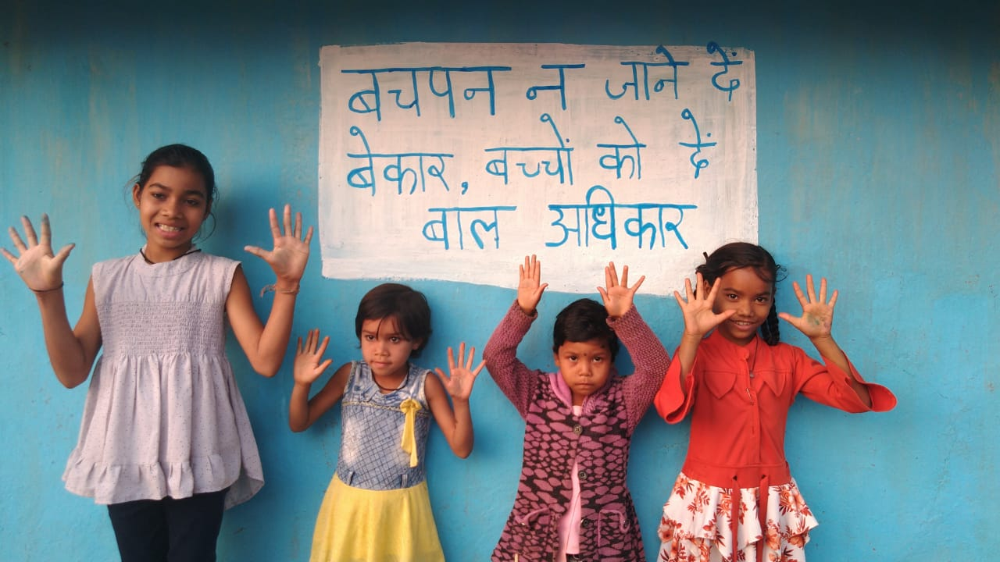 बचपन न जाने दें
बेकार, बच्चों को दें
बाल अधिकार